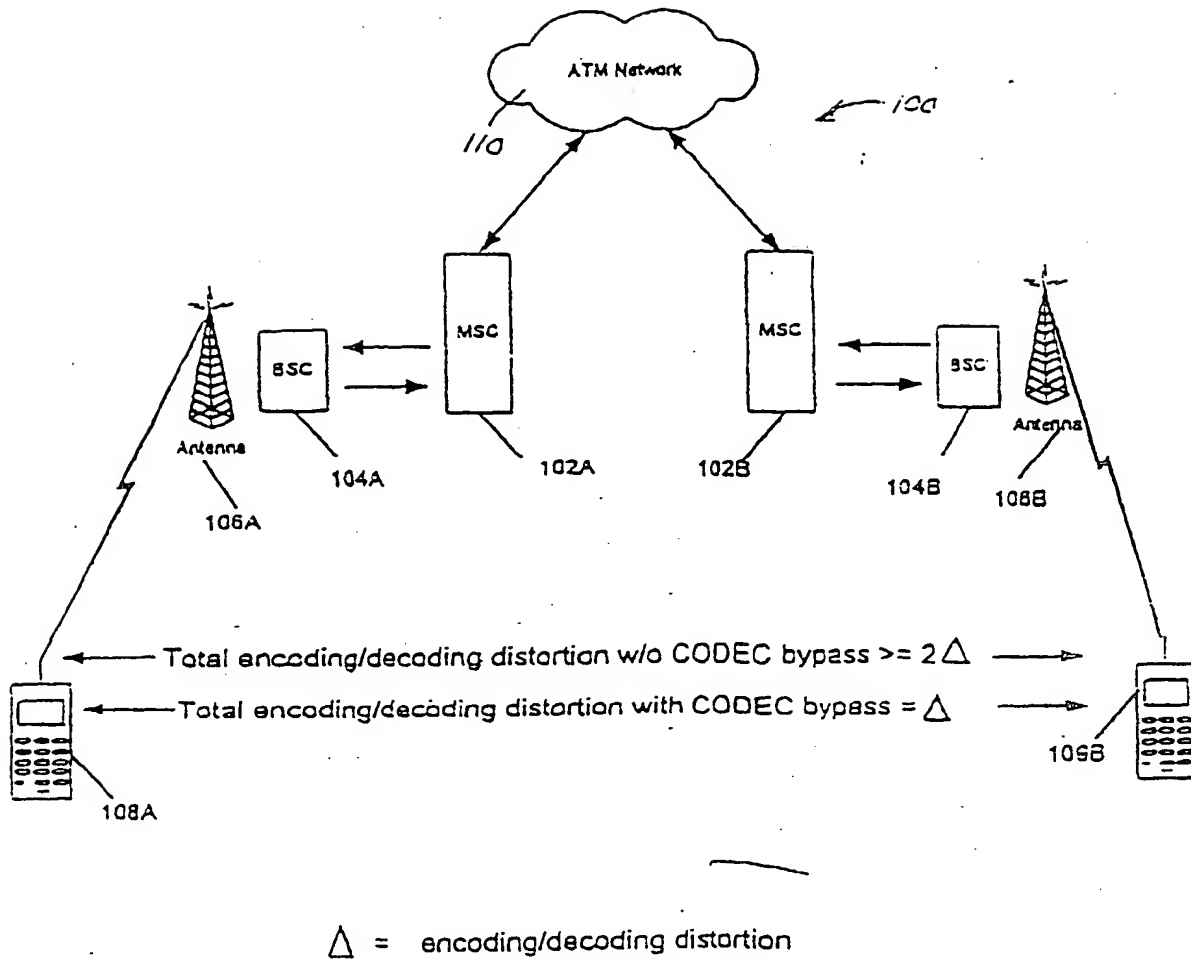 ATM Network
110
100
MSC
MSC
BSC
BSC
Antenna
Antenna
104A
102A
102B
104B
106A
108B
Total encoding/decoding distortion w/o CODEC bypass >= 2 Δ
Total encoding/decoding distortion with CODEC bypass = Δ
108A
109B
Δ = encoding/decoding distortion